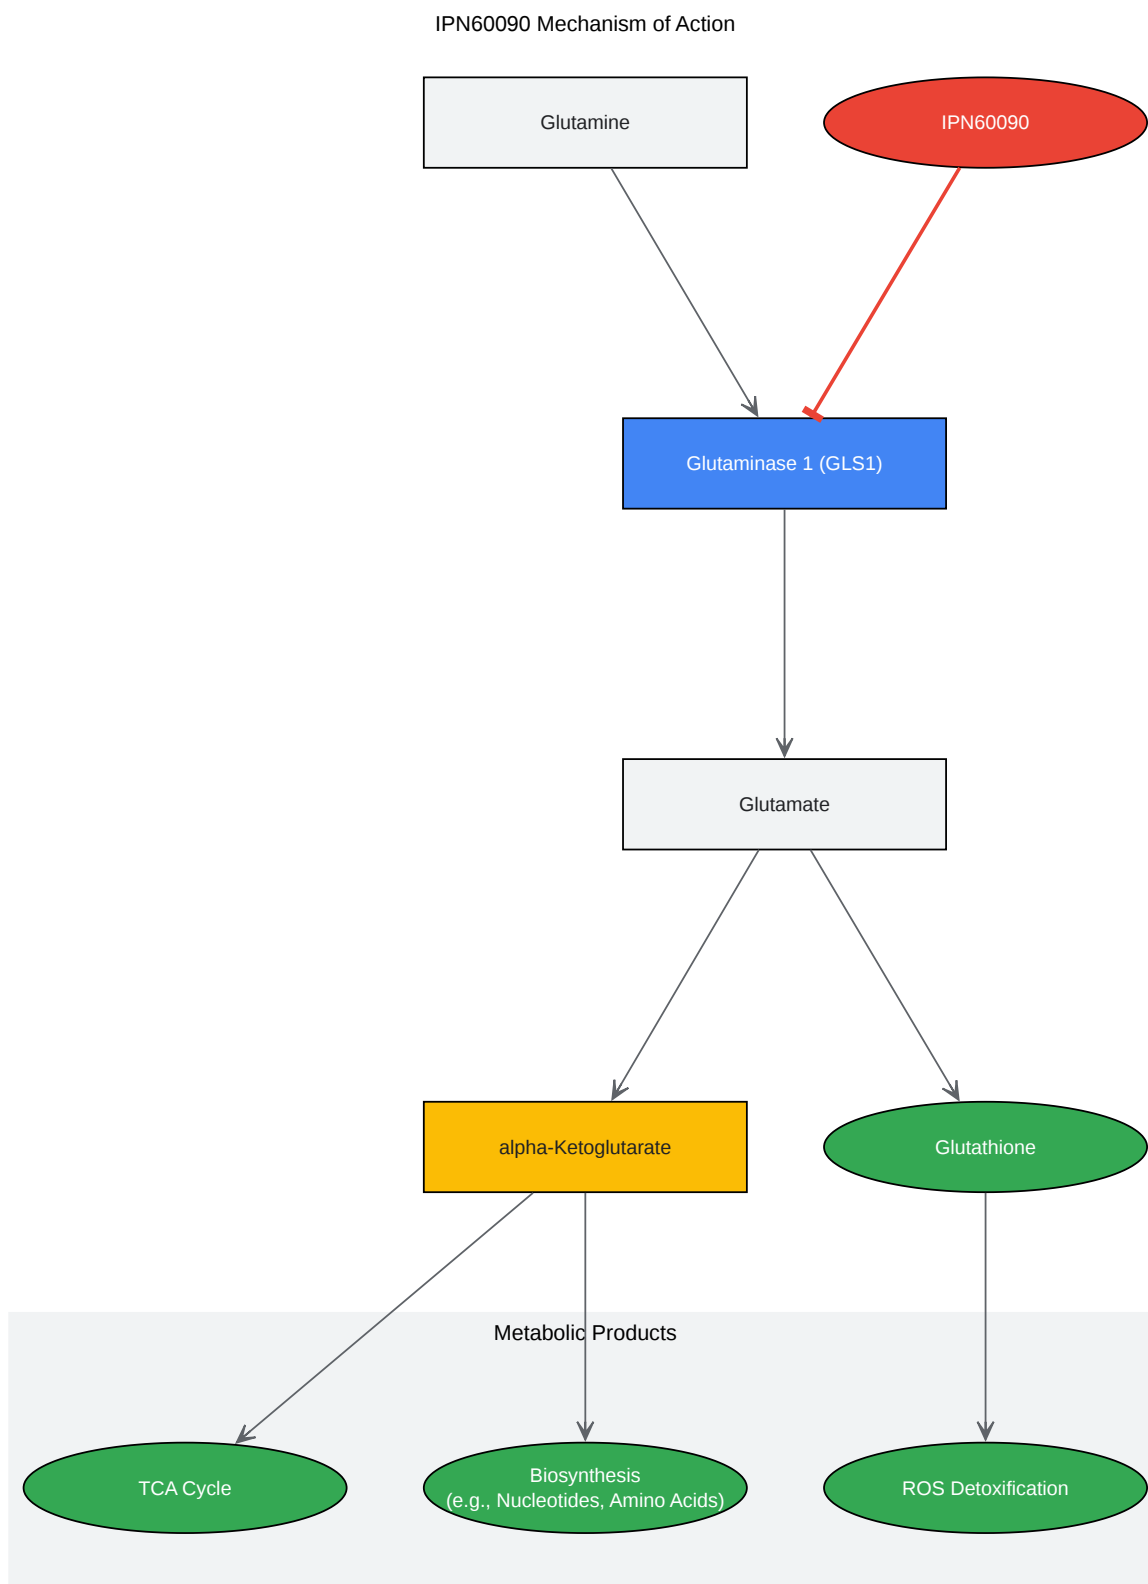 IPN60090 Mechanism of Action
Glutamine
IPN60090
Glutaminase 1 (GLS1)
Glutamate
alpha-Ketoglutarate
Glutathione
Metabolic Products
TCA Cycle
Biosynthesis
(e.g., Nucleotides, Amino Acids)
ROS Detoxification